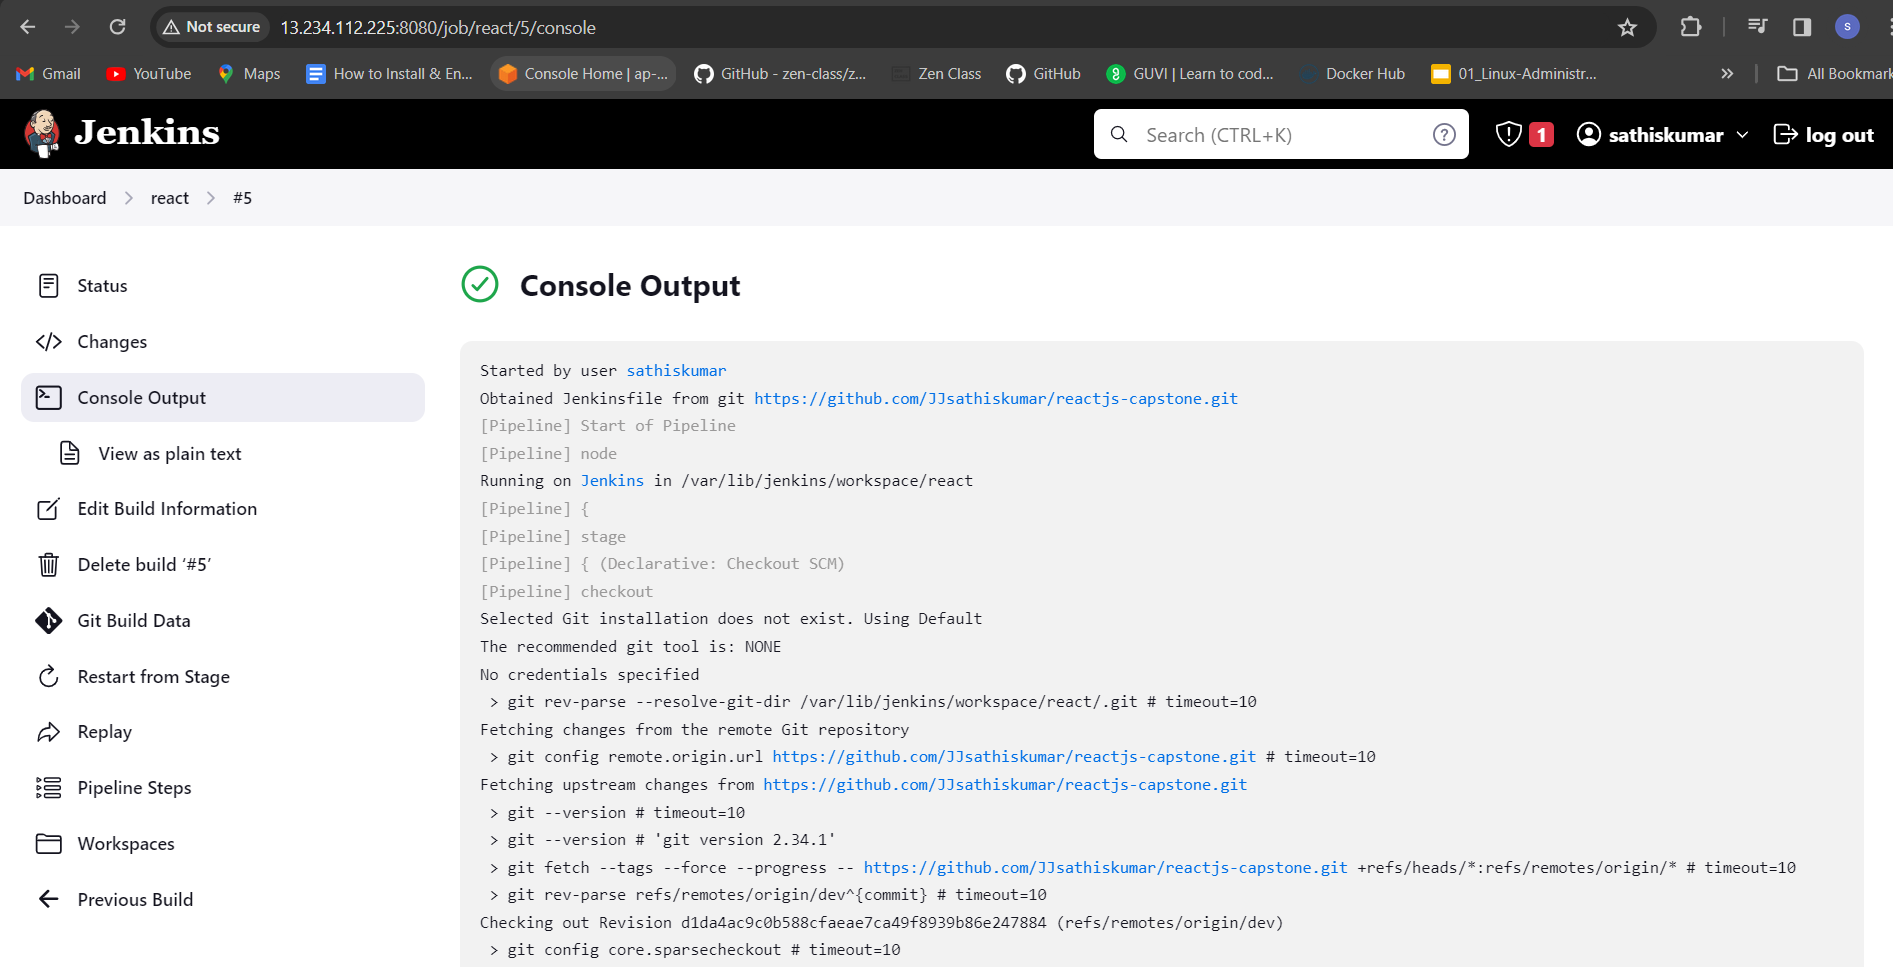 Not secure 13.234.112.225:8080/job/react/5/console S
Gmail YouTube Maps How to Install & En... Console Home | ap-... GitHub - zen-class/z... Zen Class GitHub GUVI | Learn to cod... Docker Hub 01_Linux-Administr... » All Bookmark
Jenkins Search (CTRL+K) ? 1 sathiskumar log out
Dashboard react #5
Status
Changes
Console Output
View as plain text
Edit Build Information
Delete build ‘#5’
Git Build Data
Restart from Stage
Replay
Pipeline Steps
Workspaces
Previous Build
Console Output
Started by user sathiskumar
Obtained Jenkinsfile from git https://github.com/JJsathiskumar/reactjs-capstone.git
[Pipeline] Start of Pipeline
[Pipeline] node
Running on Jenkins in /var/lib/jenkins/workspace/react
[Pipeline] {
[Pipeline] stage
[Pipeline] { (Declarative: Checkout SCM)
[Pipeline] checkout
Selected Git installation does not exist. Using Default
The recommended git tool is: NONE
No credentials specified
> git rev-parse --resolve-git-dir /var/lib/jenkins/workspace/react/.git # timeout=10
Fetching changes from the remote Git repository
> git config remote.origin.url https://github.com/JJsathiskumar/reactjs-capstone.git # timeout=10
Fetching upstream changes from https://github.com/JJsathiskumar/reactjs-capstone.git
> git --version # timeout=10
> git --version # 'git version 2.34.1'
> git fetch --tags --force --progress -- https://github.com/JJsathiskumar/reactjs-capstone.git +refs/heads/*:refs/remotes/origin/* # timeout=10
> git rev-parse refs/remotes/origin/dev^{commit} # timeout=10
Checking out Revision d1da4ac9c0b588cfaeae7ca49f8939b86e247884 (refs/remotes/origin/dev)
> git config core.sparsecheckout # timeout=10